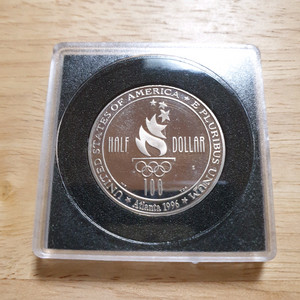 UNITED STATES OF AMERICA • E PLURIBUS UNUM •
HALF DOLLAR
100
Atlanta 1996